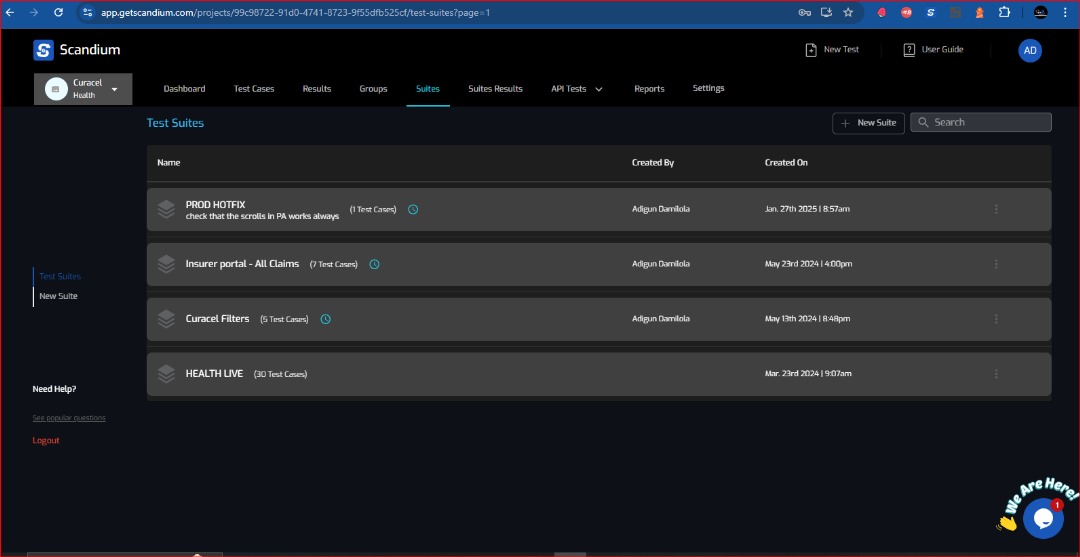 app.getscandium.com/projects/99c98722-91d0-4741-8723-9f55dfb525cf/test-suites?page=1
Scandium
New Test
User Guide
AD
Curacel
Health
Dashboard
Test Cases
Results
Groups
Suites
Suites Results
API Tests
Reports
Settings
Test Suites
New Suite
Search
Name
Created By
Created On
PROD HOTFIX
check that the scrolls in PA works always
(1 Test Cases)
Adigun Damilola
Jan. 27th 2025 | 8:57am
Insurer portal - All Claims
(7 Test Cases)
Adigun Damilola
May 23rd 2024 | 4:00pm
Curacel Filters
(5 Test Cases)
Adigun Damilola
May 13th 2024 | 8:48pm
HEALTH LIVE
(30 Test Cases)
Mar. 23rd 2024 | 9:07am
Test Suites
New Suite
Need Help?
See popular questions
Logout
We Are Here!
1